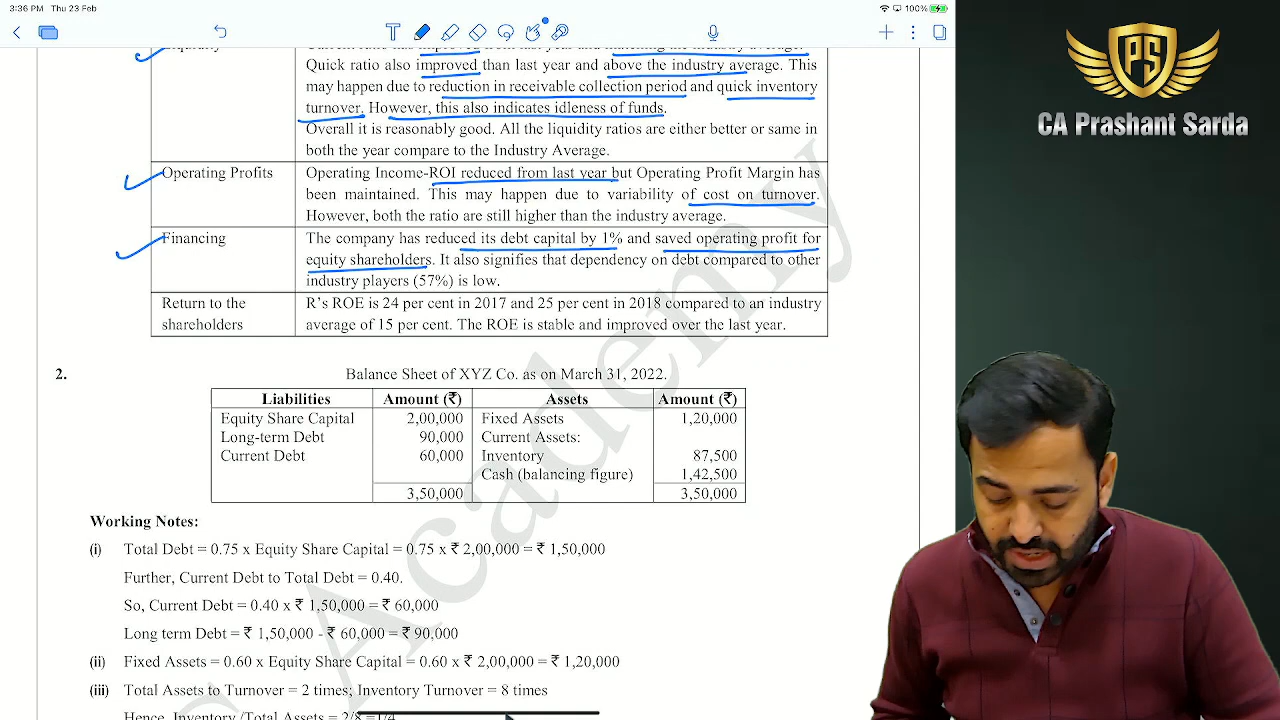 3:36 PM Thu 23 Feb
100%
T
PS
CA Prashant Sarda
Quick ratio also improved than last year and above the industry average. This
may happen due to reduction in receivable collection period and quick inventory
turnover. However, this also indicates idleness of funds.
Overall it is reasonably good. All the liquidity ratios are either better or same in
both the year compare to the Industry Average.
Operating Profits
Operating Income-ROI reduced from last year but Operating Profit Margin has
been maintained. This may happen due to variability of cost on turnover.
However, both the ratio are still higher than the industry average.
Financing
The company has reduced its debt capital by 1% and saved operating profit for
equity shareholders. It also signifies that dependency on debt compared to other
industry players (57%) is low.
Return to the
shareholders
R's ROE is 24 per cent in 2017 and 25 per cent in 2018 compared to an industry
average of 15 per cent. The ROE is stable and improved over the last year.
2. Balance Sheet of XYZ Co. as on March 31, 2022.
Liabilities Amount (₹) Assets Amount (₹)
Equity Share Capital 2,00,000 Fixed Assets 1,20,000
Long-term Debt 90,000 Current Assets:
Current Debt 60,000 Inventory 87,500
Cash (balancing figure) 1,42,500
3,50,000 3,50,000
Working Notes:
(i) Total Debt = 0.75 x Equity Share Capital = 0.75 x ₹ 2,00,000 = ₹ 1,50,000
Further, Current Debt to Total Debt = 0.40.
So, Current Debt = 0.40 x ₹ 1,50,000 = ₹ 60,000
Long term Debt = ₹ 1,50,000 - ₹ 60,000 = ₹ 90,000
(ii) Fixed Assets = 0.60 x Equity Share Capital = 0.60 x ₹ 2,00,000 = ₹ 1,20,000
(iii) Total Assets to Turnover = 2 times; Inventory Turnover = 8 times
Hence, Inventory /Total Assets = 2/8 =1/4
Academy